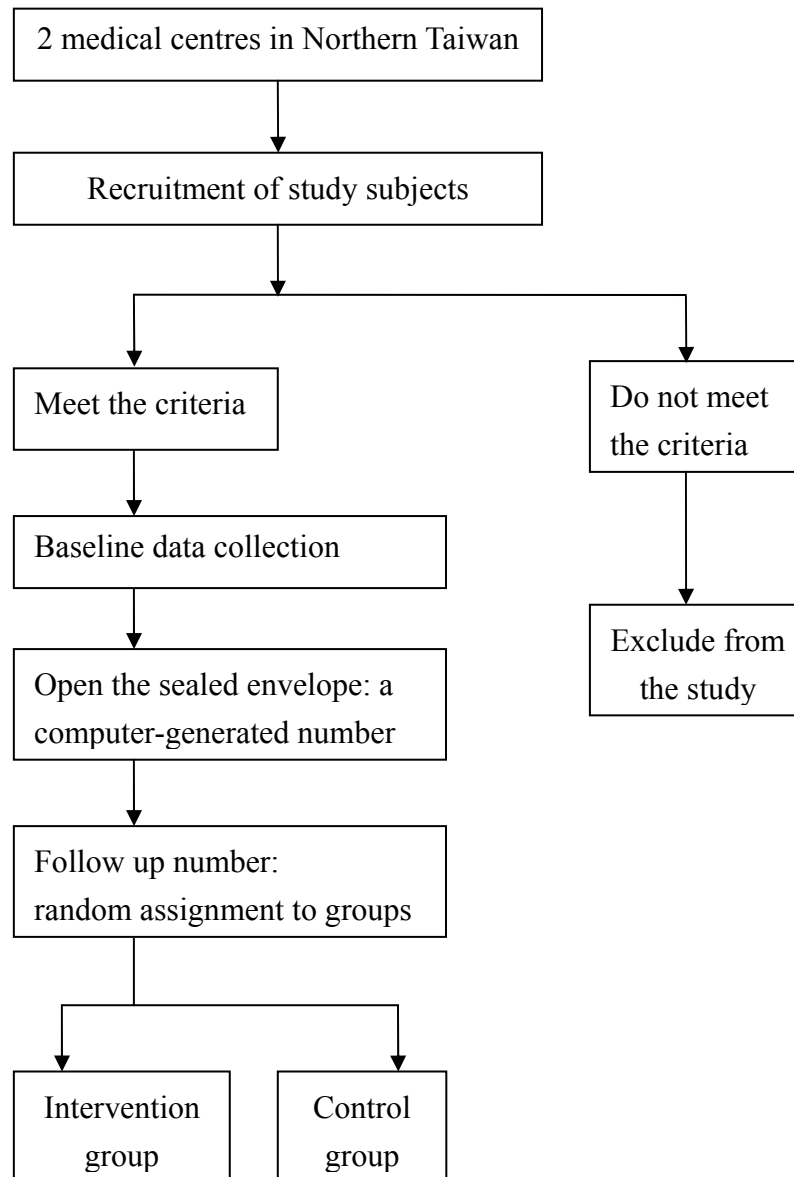 2 medical centres in Northern Taiwan
Recruitment of study subjects
Meet the criteria
Do not meet
the criteria
Baseline data collection
Exclude from
the study
Open the sealed envelope: a
computer-generated number
Follow up number:
random assignment to groups
Intervention
group
Control
group